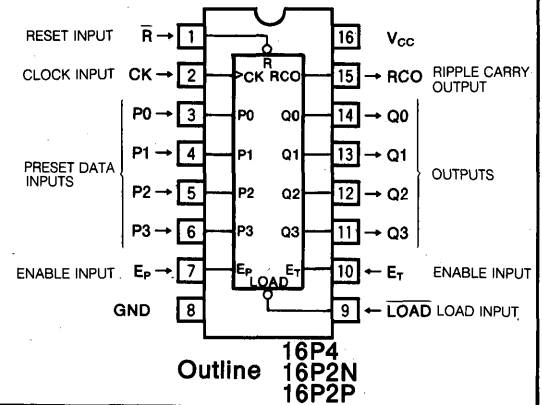 RESET INPUT R̅ → 1 16 VCC
R
CLOCK INPUT CK → 2 >CK RCO 15 → RCO RIPPLE CARRY OUTPUT
P0 → 3 P0 Q0 14 → Q0
P1 → 4 P1 Q1 13 → Q1
PRESET DATA INPUTS
OUTPUTS
P2 → 5 P2 Q2 12 → Q2
P3 → 6 P3 Q3 11 → Q3
ENABLE INPUT EP → 7 EP ET 10 ← ET ENABLE INPUT
LOAD
GND 8 9 ← L̅O̅A̅D̅ LOAD INPUT
Outline 16P4
16P2N
16P2P